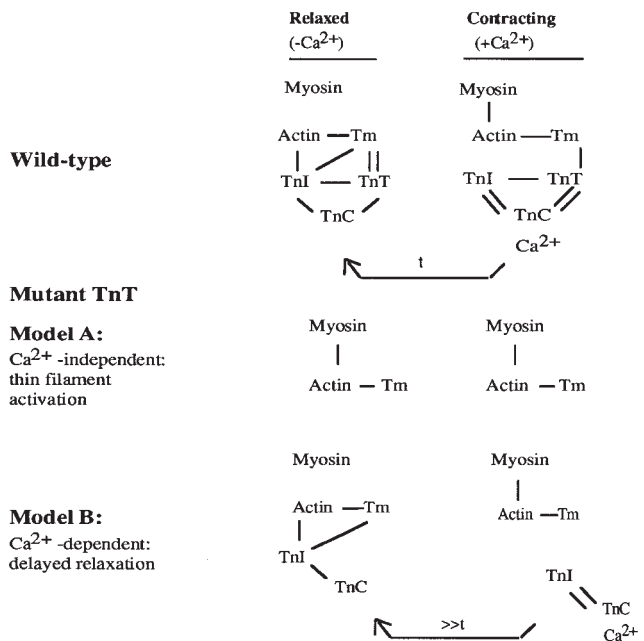 Relaxed Contracting
(-Ca2+) (+Ca2+)
Myosin Myosin
Wild-type
Actin Tm Actin Tm
TnI TnT TnI TnT
TnC TnC
Ca2+
t
Mutant TnT
Model A:
Ca2+ -independent:
thin filament
activation
Myosin Myosin
Actin Tm Actin Tm
Myosin Myosin
Model B:
Ca2+ -dependent:
delayed relaxation
Actin Tm Actin Tm
TnI TnI
TnC TnC
>>t Ca2+